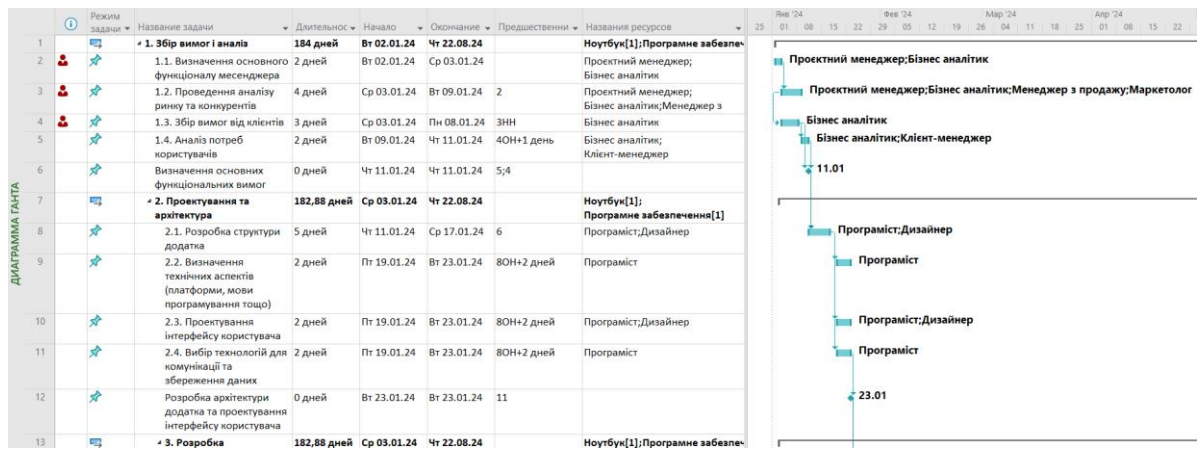 Режим задачи Название задачи Длительнос Начало Окончание Предшественни Названия ресурсов
Янв '24 Фев '24 Мар '24 Апр '24
25 01 08 15 22 29 05 12 19 26 04 11 18 25 01 08 15 22
ДИАГРАММА ГАНТА
1 1. Збір вимог і аналіз 184 дней Вт 02.01.24 Чт 22.08.24 Ноутбук[1];Програмне забезпеч
2 1.1. Визначення основного функціоналу месенджера 2 дней Вт 02.01.24 Ср 03.01.24 Проєктний менеджер; Бізнес аналітик
Проєктний менеджер;Бізнес аналітик
3 1.2. Проведення аналізу ринку та конкурентів 4 дней Ср 03.01.24 Вт 09.01.24 2 Проєктний менеджер; Бізнес аналітик;Менеджер з
Проєктний менеджер;Бізнес аналітик;Менеджер з продажу;Маркетолог
4 1.3. Збір вимог від клієнтів 3 дней Ср 03.01.24 Пн 08.01.24 3НН Бізнес аналітик
Бізнес аналітик
5 1.4. Аналіз потреб користувачів 2 дней Вт 09.01.24 Чт 11.01.24 4ОН+1 день Бізнес аналітик; Клієнт-менеджер
Бізнес аналітик;Клієнт-менеджер
6 Визначення основних функціональних вимог 0 дней Чт 11.01.24 Чт 11.01.24 5;4
11.01
7 2. Проектування та архітектура 182,88 дней Ср 03.01.24 Чт 22.08.24 Ноутбук[1]; Програмне забезпечення[1]
8 2.1. Розробка структури додатка 5 дней Чт 11.01.24 Ср 17.01.24 6 Програміст;Дизайнер
Програміст;Дизайнер
9 2.2. Визначення технічних аспектів (платформи, мови програмування тощо) 2 дней Пт 19.01.24 Вт 23.01.24 8ОН+2 дней Програміст
Програміст
10 2.3. Проектування інтерфейсу користувача 2 дней Пт 19.01.24 Вт 23.01.24 8ОН+2 дней Програміст;Дизайнер
Програміст;Дизайнер
11 2.4. Вибір технологій для комунікації та збереження даних 2 дней Пт 19.01.24 Вт 23.01.24 8ОН+2 дней Програміст
Програміст
12 Розробка архітектури додатка та проектування інтерфейсу користувача 0 дней Вт 23.01.24 Вт 23.01.24 11
23.01
13 3. Розробка 182,88 дней Ср 03.01.24 Чт 22.08.24 Ноутбук[1];Програмне забезпеч